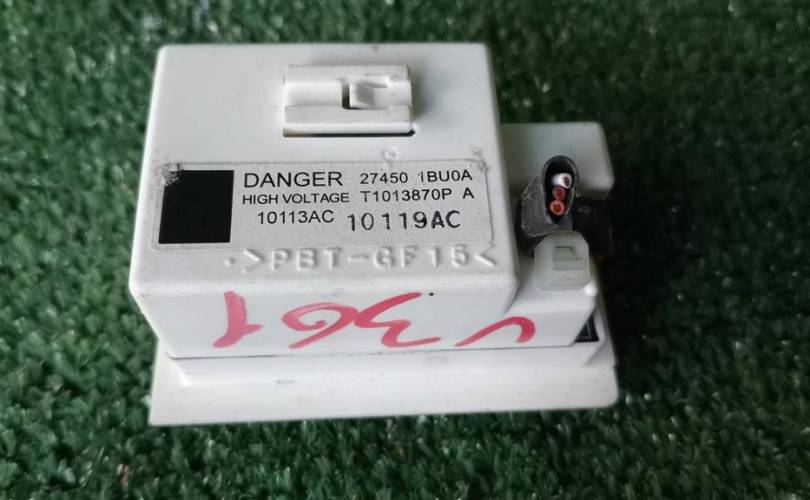 DANGER 27450 1BU0A
HIGH VOLTAGE T1013870P A
10113AC 10119AC
>PBT-GF15<